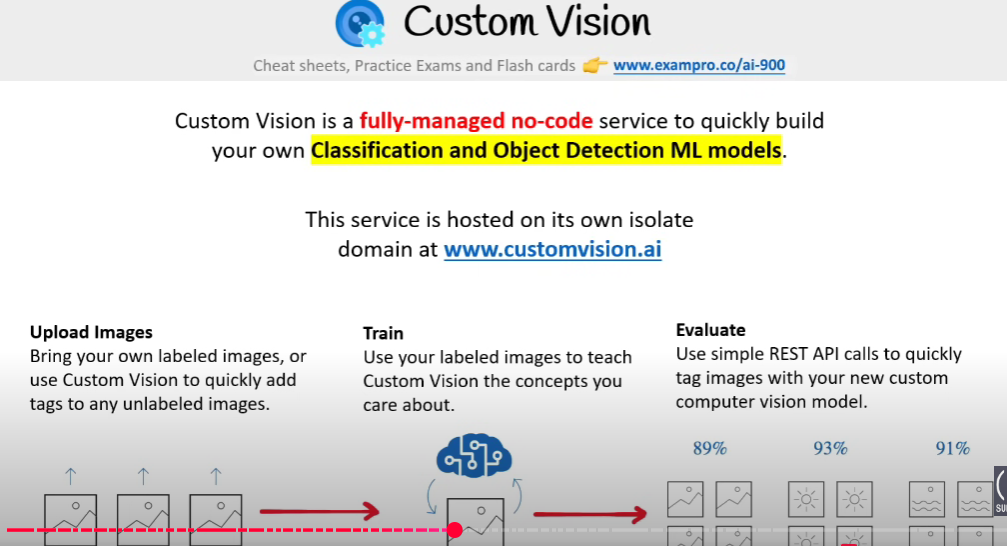 Custom Vision
Cheat sheets, Practice Exams and Flash cards 👉 www.exampro.co/ai-900
Custom Vision is a fully-managed no-code service to quickly build
your own Classification and Object Detection ML models.
This service is hosted on its own isolate
domain at www.customvision.ai
Upload Images
Bring your own labeled images, or
use Custom Vision to quickly add
tags to any unlabeled images.
Train
Use your labeled images to teach
Custom Vision the concepts you
care about.
Evaluate
Use simple REST API calls to quickly
tag images with your new custom
computer vision model.
89% 93% 91%